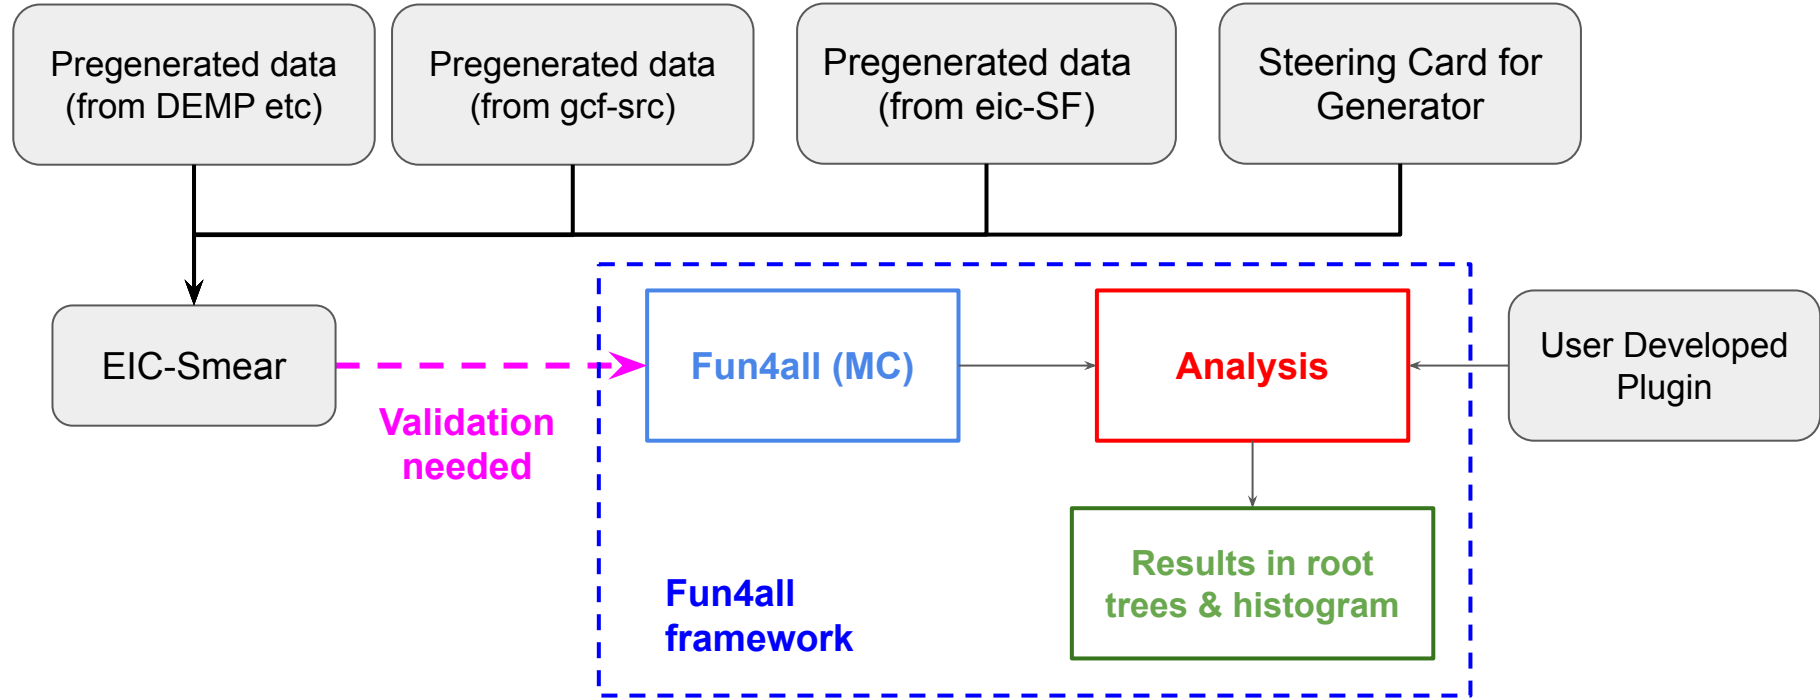 Pregenerated data
(from DEMP etc)
Pregenerated data
(from gcf-src)
Pregenerated data
(from eic-SF)
Steering Card for
Generator
EIC-Smear
Validation
needed
Fun4all (MC)
Analysis
User Developed
Plugin
Results in root
trees & histogram
Fun4all
framework